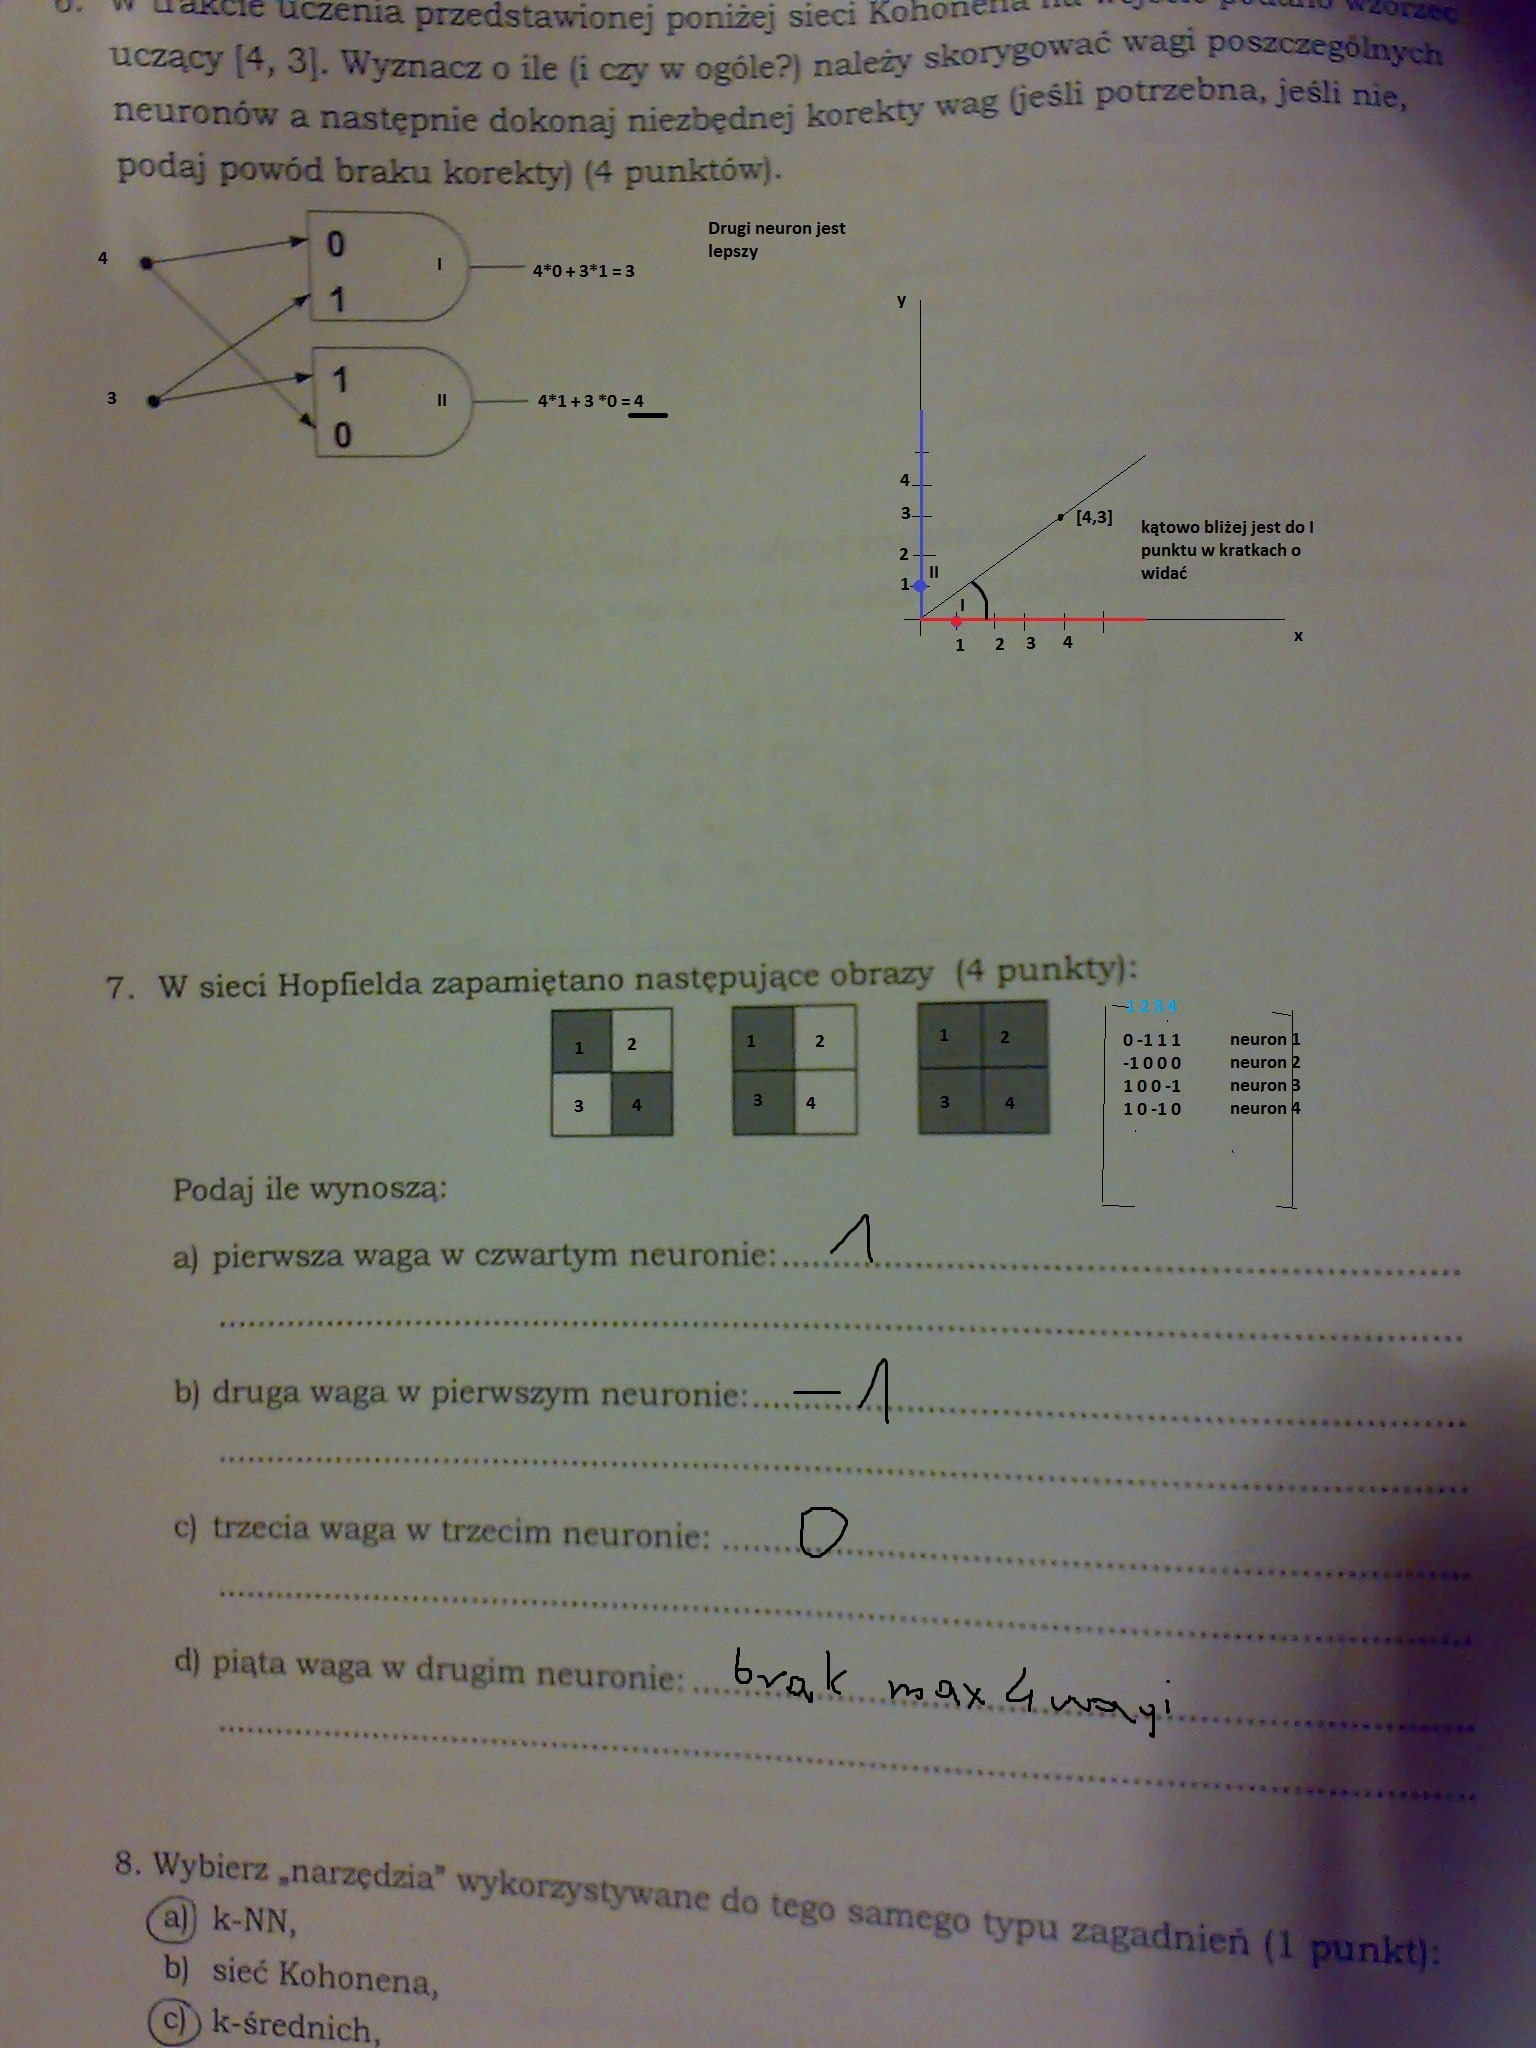 6. W trakcie uczenia przedstawionej poniżej sieci Kohonena na wejście podano wzorzec
uczący [4, 3]. Wyznacz o ile (i czy w ogóle?) należy skorygować wagi poszczególnych
neuronów a następnie dokonaj niezbędnej korekty wag (jeśli potrzebna, jeśli nie,
podaj powód braku korekty) (4 punktów).
Drugi neuron jest
lepszy
4
0
I
4*0 + 3*1 = 3
1
3
1
II
4*1 + 3 *0 = 4
0
y
4
3
[4,3]
2
II
1
I
1 2 3 4
x
kątowo bliżej jest do I
punktu w kratkach o
widać
7. W sieci Hopfielda zapamiętano następujące obrazy (4 punkty):
1 2
3 4
1 2
3 4
1 2
3 4
1 2 3 4
0 -1 1 1 neuron 1
-1 0 0 0 neuron 2
1 0 0 -1 neuron 3
1 0 -1 0 neuron 4
Podaj ile wynoszą:
a) pierwsza waga w czwartym neuronie: 1
b) druga waga w pierwszym neuronie: -1
c) trzecia waga w trzecim neuronie: 0
d) piąta waga w drugim neuronie: brak max 4 wagi
8. Wybierz „narzędzia" wykorzystywane do tego samego typu zagadnień (1 punkt):
a) k-NN,
b) sieć Kohonena,
c) k-średnich,